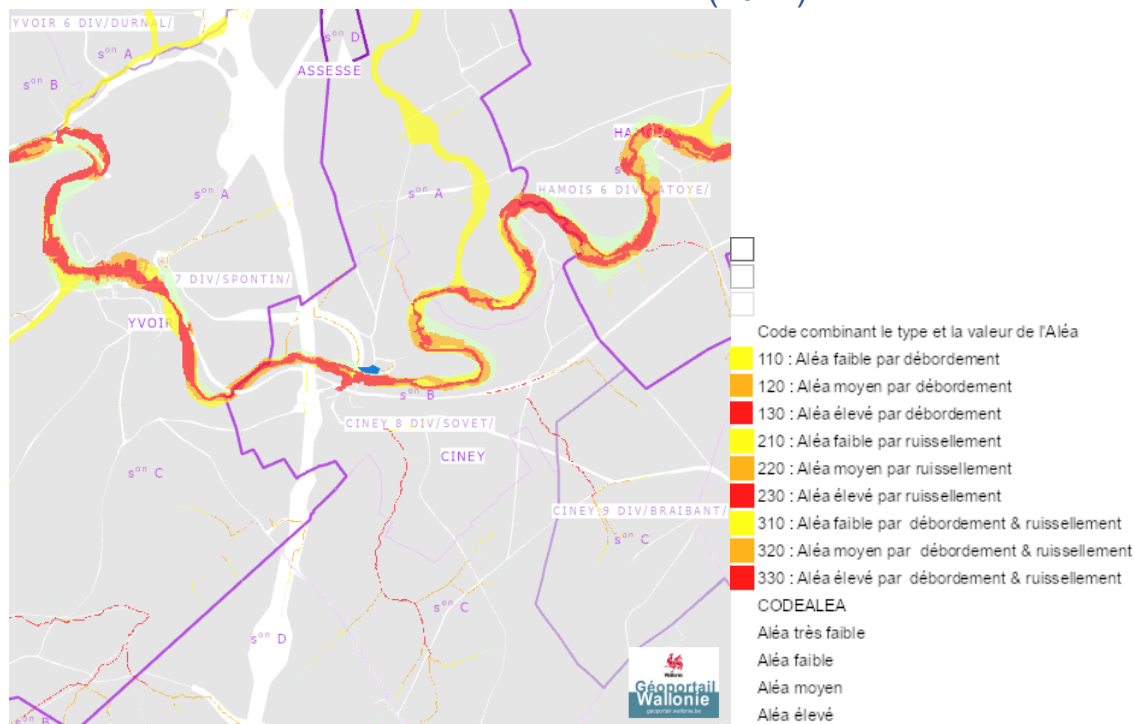 YVOIR 6 DIV/DURNAL/
sᵒⁿ D
sᵒⁿ A
ASSESSE
sᵒⁿ B
HAMOIS
sᵒⁿ A
sᵒⁿ A
HAMOIS 6 DIV/NATOYE/
7 DIV/SPONTIN/
YVOIR
sᵒⁿ B
CINEY 8 DIV/SOVET/
CINEY
sᵒⁿ C
CINEY 9 DIV/BRAIBANT/
sᵒⁿ C
sᵒⁿ C
sᵒⁿ D
sᵒⁿ B
Wallonie
Géoportail
Wallonie
geoportail.wallonie.be
Code combinant le type et la valeur de l'Aléa
110 : Aléa faible par débordement
120 : Aléa moyen par débordement
130 : Aléa élevé par débordement
210 : Aléa faible par ruissellement
220 : Aléa moyen par ruissellement
230 : Aléa élevé par ruissellement
310 : Aléa faible par  débordement & ruissellement
320 : Aléa moyen par  débordement & ruissellement
330 : Aléa élevé par  débordement & ruissellement
CODEALEA
Aléa très faible
Aléa faible
Aléa moyen
Aléa élevé